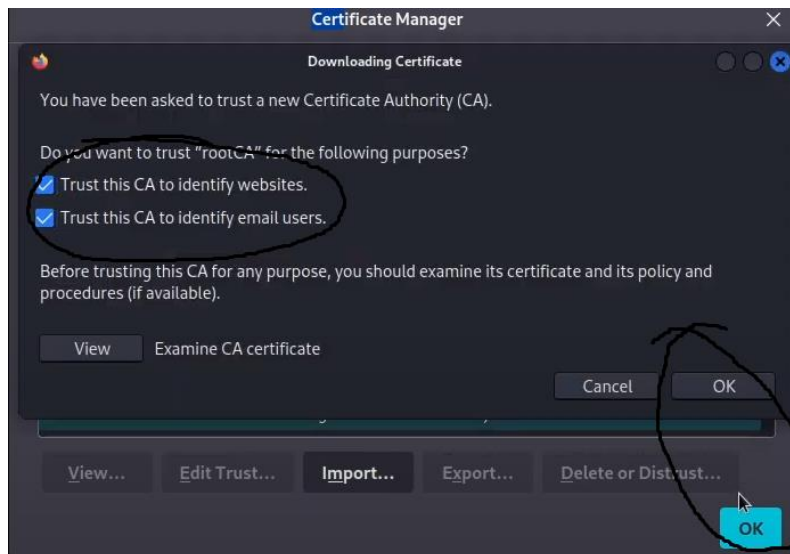 Certificate Manager
Downloading Certificate
You have been asked to trust a new Certificate Authority (CA).
Do you want to trust "rootCA" for the following purposes?
Trust this CA to identify websites.
Trust this CA to identify email users.
Before trusting this CA for any purpose, you should examine its certificate and its policy and
procedures (if available).
View Examine CA certificate
Cancel OK
View... Edit Trust... Import... Export... Delete or Distrust...
OK